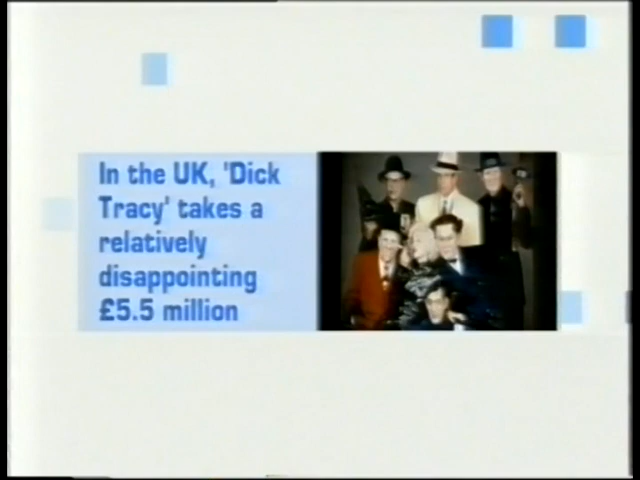 In the UK, 'Dick
Tracy' takes a
relatively
disappointing
£5.5 million